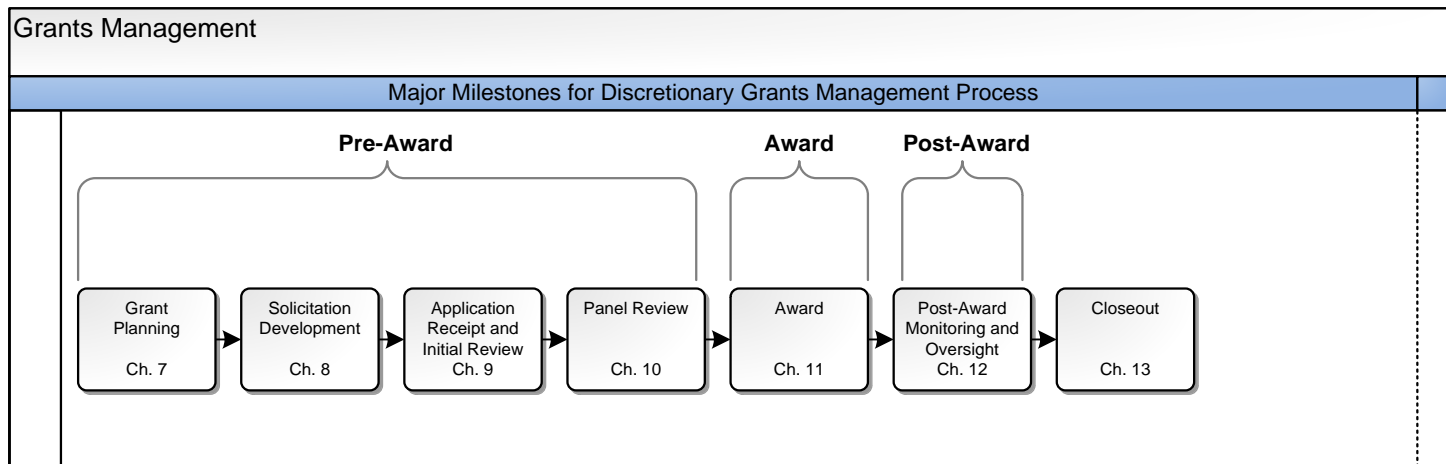 Grants Management
Major Milestones for Discretionary Grants Management Process
Pre-Award
Award
Post-Award
Grant
Planning
Ch. 7
Solicitation
Development
Ch. 8
Application
Receipt and
Initial Review
Ch. 9
Panel Review
Ch. 10
Award
Ch. 11
Post-Award
Monitoring and
Oversight
Ch. 12
Closeout
Ch. 13